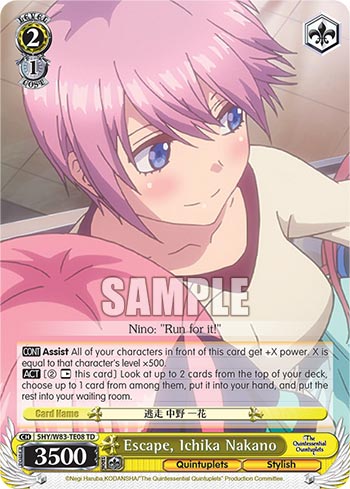 LEVEL
2
1
COST
SAMPLE
Nino: "Run for it!"
CONT Assist All of your characters in front of this card get +X power. X is
equal to that character's level ×500.
ACT [② this card] Look at up to 2 cards from the top of your deck,
choose up to 1 card from among them, put it into your hand, and put the
rest into your waiting room.
Card Name 逃走 中野 一花
CH 5HY/W83-TE08 TD Escape, Ichika Nakano The Quintessential Quintuplets
3500 Quintuplets Stylish
©Negi Haruba,KODANSHA/"The Quintessential Quintuplets" Production Committee.